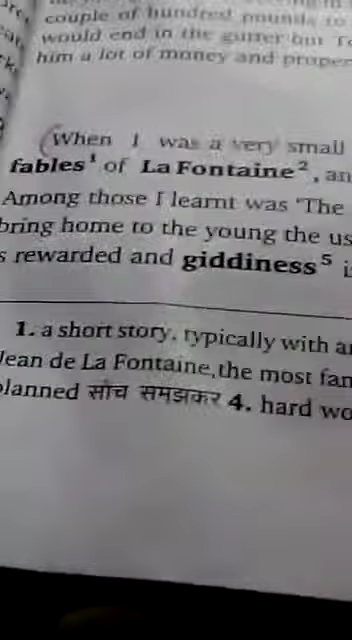 couple of hundred pounds to
would end in the gutter but
him a lot of money and proper
(When I was a very small
fables¹ of La Fontaine², an
Among those I learnt was 'The
bring home to the young the us
s rewarded and giddiness⁵ i
1. a short story, typically with an
Jean de La Fontaine, the most fam
planned सोच समझकर 4. hard wo